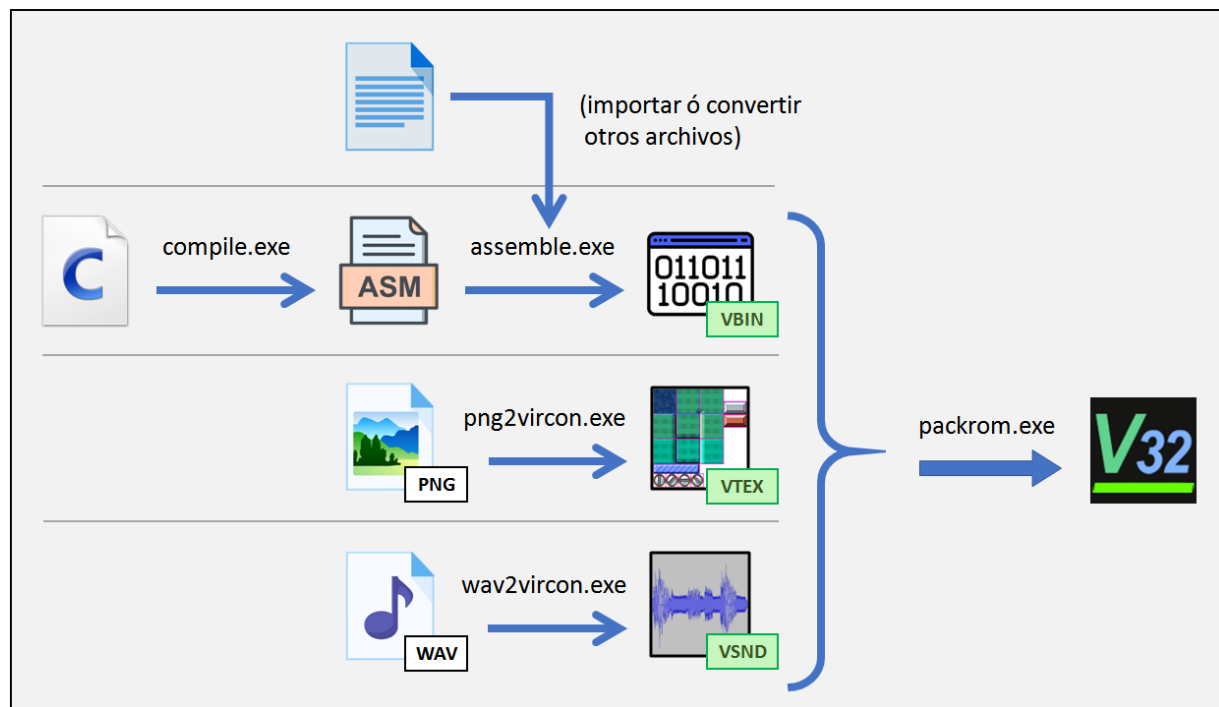 (importar ó convertir
otros archivos)
compile.exe
assemble.exe
C
ASM
011011
10010
VBIN
png2vircon.exe
PNG
VTEX
packrom.exe
V32
wav2vircon.exe
WAV
VSND